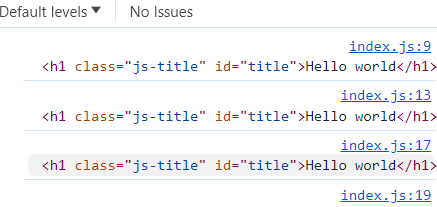 Default levels ▼ No Issues
index.js:9
<h1 class="js-title" id="title">Hello world</h1>
index.js:13
<h1 class="js-title" id="title">Hello world</h1>
index.js:17
<h1 class="js-title" id="title">Hello world</h1>
index.js:19